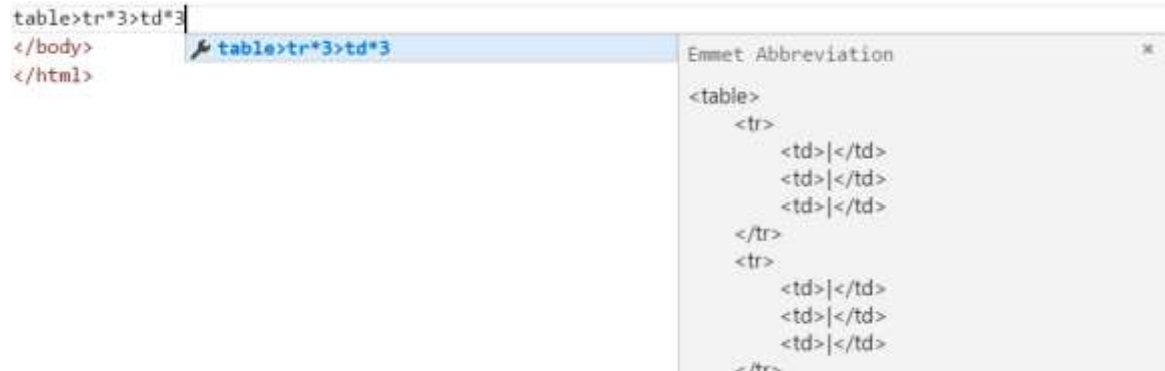 table>tr*3>td*3
</body>
</html>
table>tr*3>td*3
Emmet Abbreviation ×
<table>
<tr>
<td>|</td>
<td>|</td>
<td>|</td>
</tr>
<tr>
<td>|</td>
<td>|</td>
<td>|</td>
</tr>